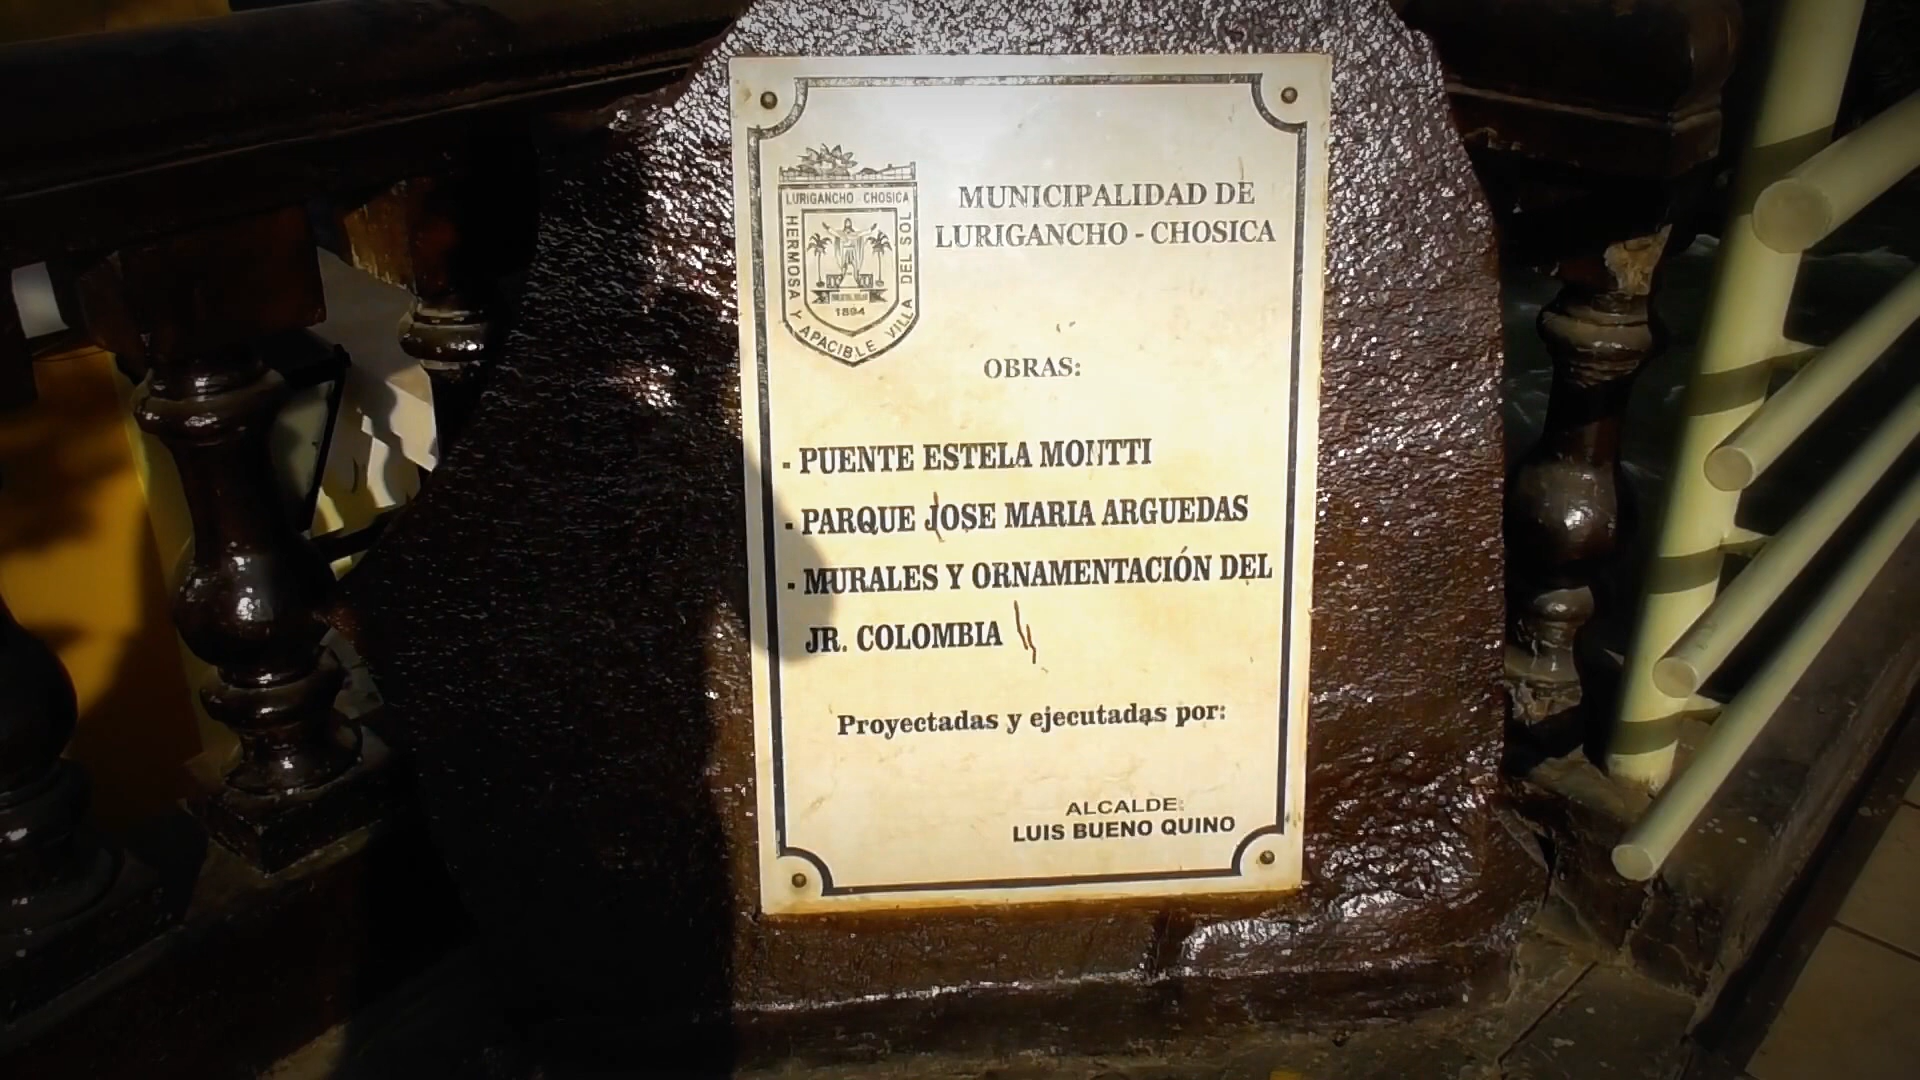 LURIGANCHO - CHOSICA
HERMOSA Y APACIBLE VILLA DEL SOL
1894
MUNICIPALIDAD DE
LURIGANCHO - CHOSICA
OBRAS:
- PUENTE ESTELA MONTTI
- PARQUE JOSE MARIA ARGUEDAS
- MURALES Y ORNAMENTACIÓN DEL
JR. COLOMBIA
Proyectadas y ejecutadas por:
ALCALDE:
LUIS BUENO QUINO